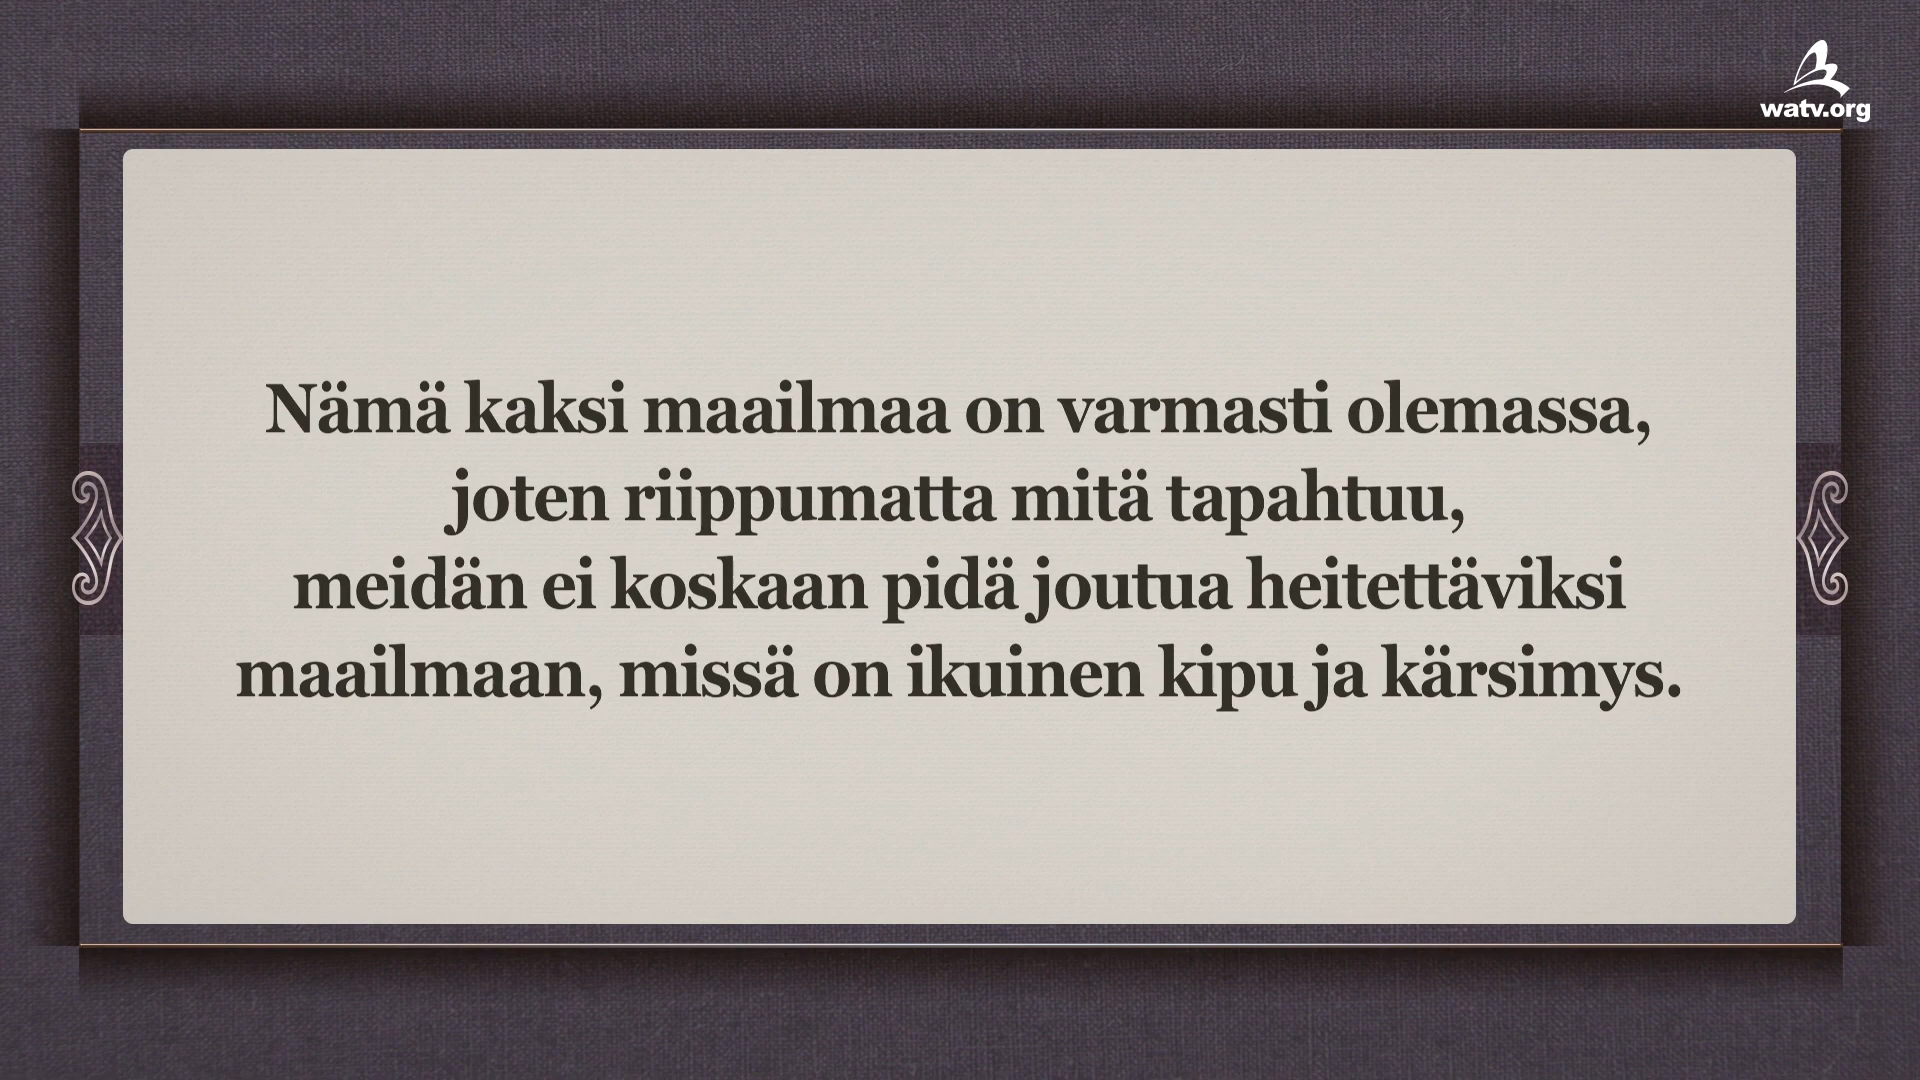 watv.org
Nämä kaksi maailmaa on varmasti olemassa,
joten riippumatta mitä tapahtuu,
meidän ei koskaan pidä joutua heitettäviksi
maailmaan, missä on ikuinen kipu ja kärsimys.